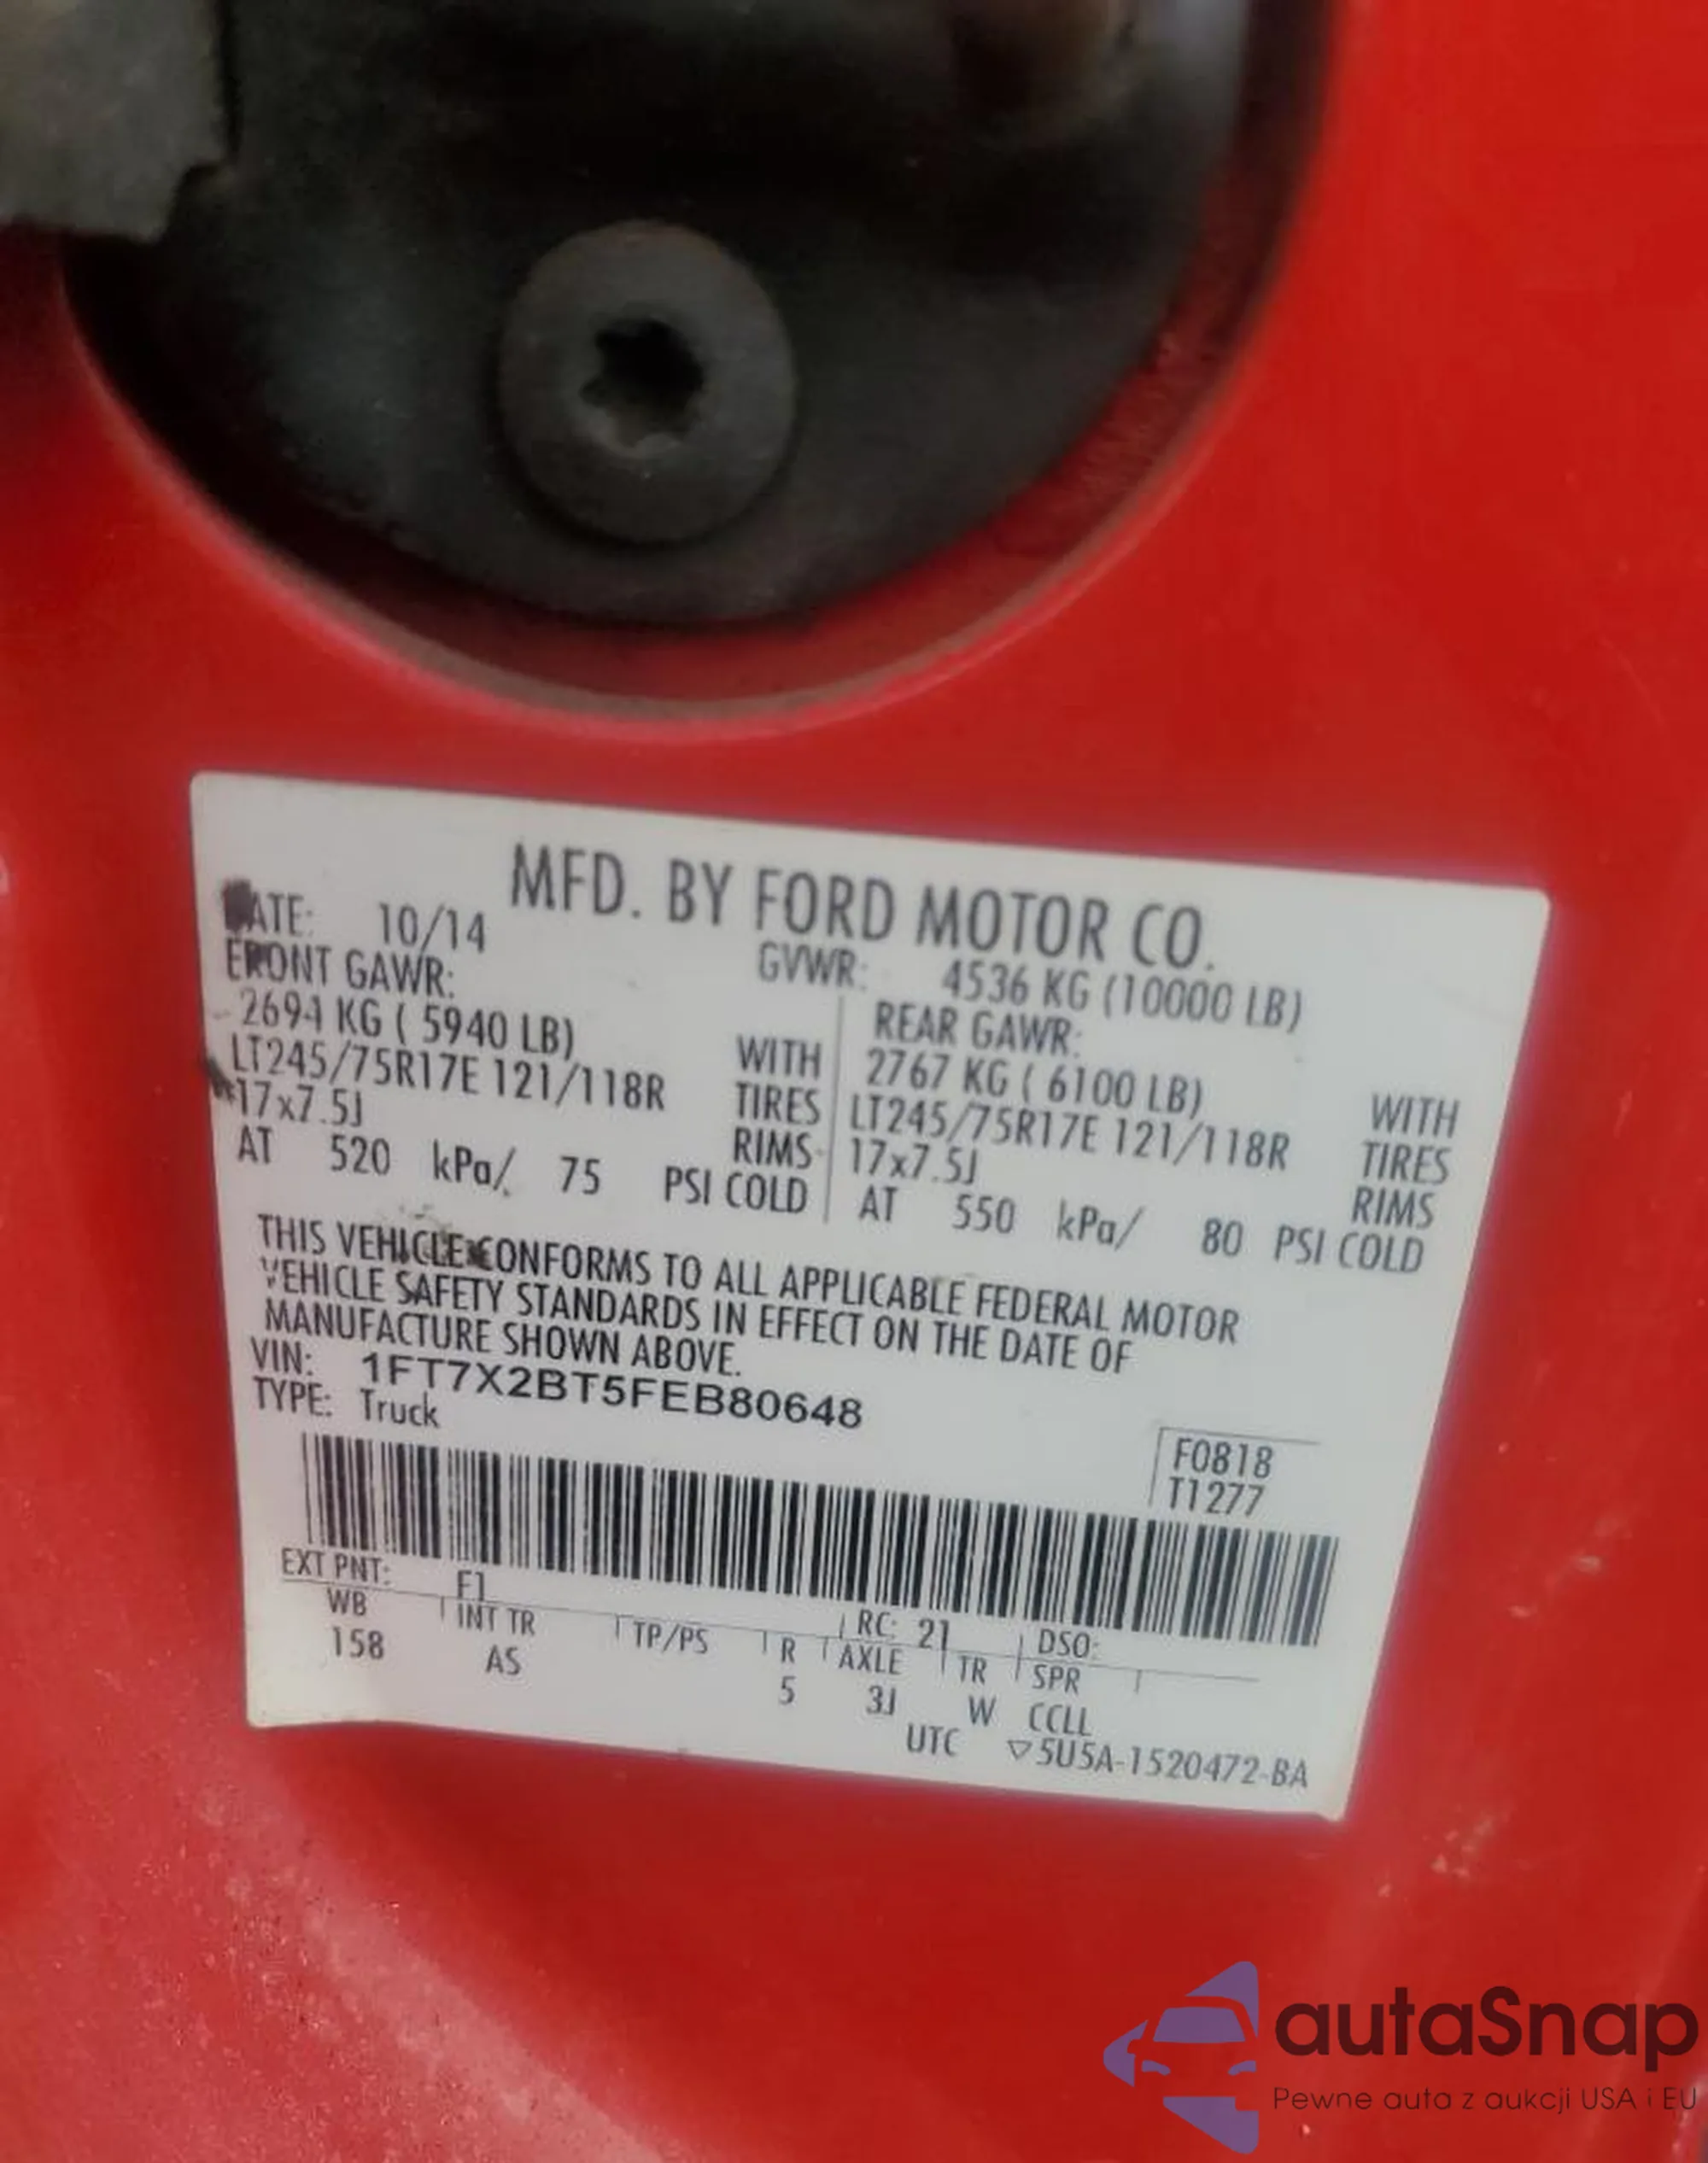 MFD. BY FORD MOTOR CO.
DATE: 10/14 GVWR: 4536 KG (10000 LB)
FRONT GAWR: REAR GAWR:
2694 KG ( 5940 LB) WITH 2767 KG ( 6100 LB) WITH
LT245/75R17E 121/118R TIRES LT245/75R17E 121/118R TIRES
17x7.5J RIMS 17x7.5J RIMS
AT 520 kPa/ 75 PSI COLD AT 550 kPa/ 80 PSI COLD
THIS VEHICLE CONFORMS TO ALL APPLICABLE FEDERAL MOTOR
VEHICLE SAFETY STANDARDS IN EFFECT ON THE DATE OF
MANUFACTURE SHOWN ABOVE.
VIN: 1FT7X2BT5FEB80648
TYPE: Truck
F0818
T1277
EXT PNT: F1 RC: 21 DSO:
WB INT TR TP/PS R AXLE TR SPR
158 AS 5 3J W CCLL
UTC ▽5U5A-1520472-BA
autaSnap
Pewne auta z aukcji USA i EU